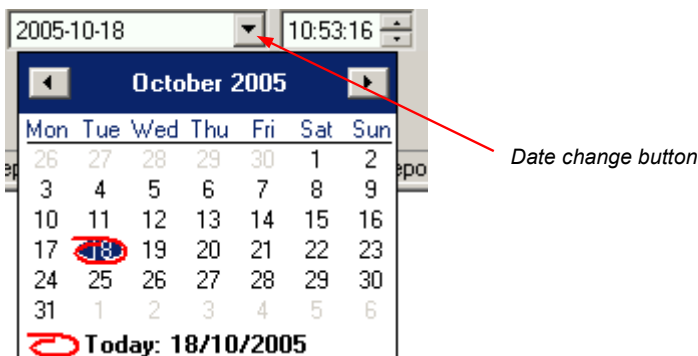 2005-10-18 10:53:16
October 2005
Mon Tue Wed Thu Fri Sat Sun
26 27 28 29 30 1 2
Date change button
3 4 5 6 7 8 9
10 11 12 13 14 15 16
17 18 19 20 21 22 23
24 25 26 27 28 29 30
31 1 2 3 4 5 6
Today: 18/10/2005